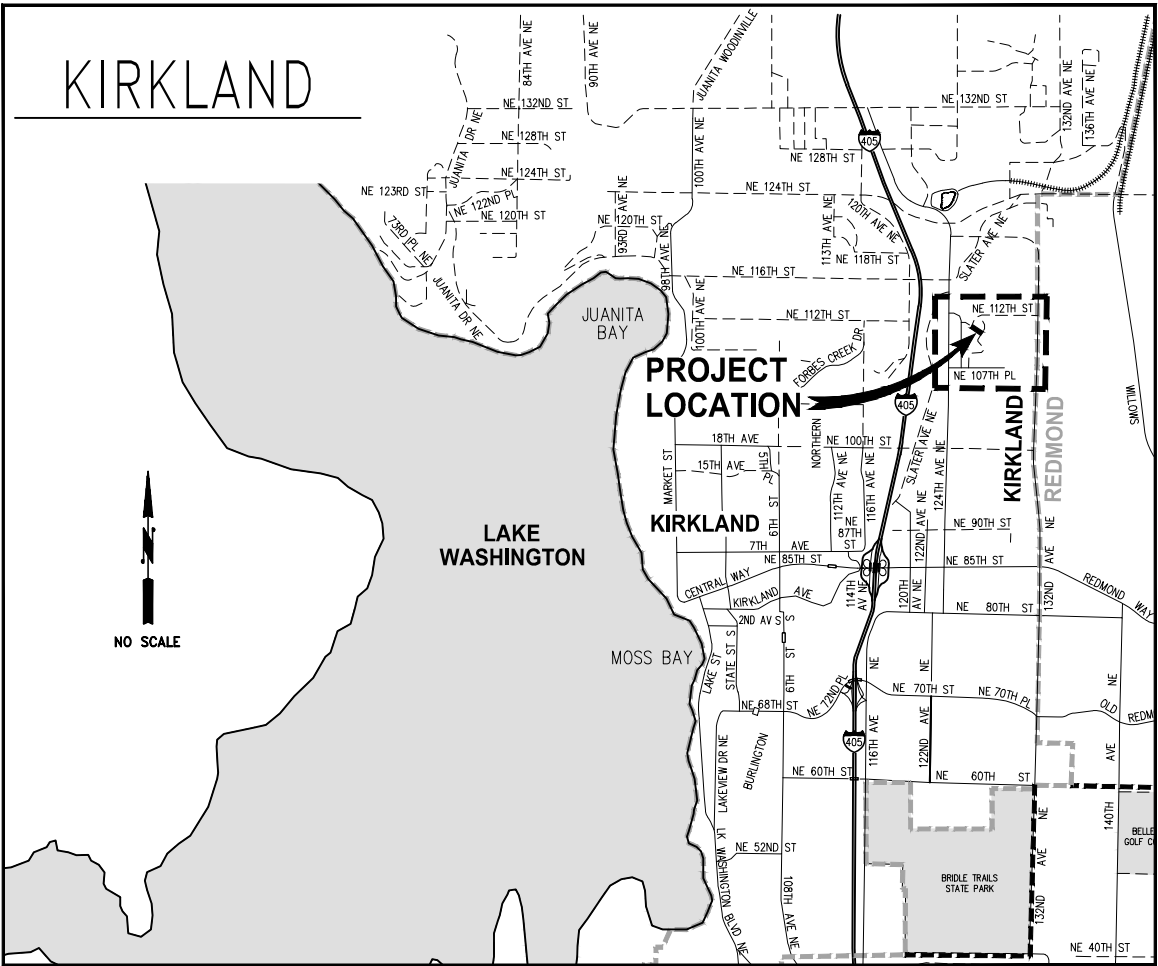 KIRKLAND
84TH AVE NE
90TH AVE NE
JUANITA WOODINVILLE
NE 132ND ST
NE 132ND ST
132ND AVE NE
136TH AVE NE
JUANITA DR NE
NE 128TH ST
100TH AVE NE
405
NE 128TH ST
NE 124TH ST
NE 124TH ST
NE 123RD ST
NE 122ND PL
NE 120TH ST
73RD PL NE
NE 120TH ST
93RD AVE NE
98TH AVE NE
113TH AVE NE
120TH AVE NE
NE 118TH ST
SLATER AVE NE
JUANITA DR NE
NE 116TH ST
JUANITA
BAY
100TH AVE NE
NE 112TH ST
NE 112TH ST
FORBES CREEK DR
PROJECT
LOCATION
NE 107TH PL
405
WILLOWS
KIRKLAND
REDMOND
MARKET ST
18TH AVE
15TH AVE
5TH
PL
NORTHERN
NE 100TH ST
SLATER AVE NE
124TH AVE NE
6TH ST
112TH AVE NE
116TH AVE NE
KIRKLAND
NE
87TH
ST
122ND AVE NE
NE 90TH ST
LAKE
WASHINGTON
7TH AVE
NE 85TH ST
NE 85TH ST
132ND AVE NE
REDMOND WAY
CENTRAL WAY
KIRKLAND AVE
114TH
AV NE
120TH
AV NE
NE 80TH ST
N
NO SCALE
2ND AV S
STATE ST S
6TH ST S
MOSS BAY
LAKE ST
NE 72ND PL
NE 70TH ST
NE 70TH PL
OLD REDM
NE 68TH ST
405
116TH AVE NE
122ND AVE NE
140TH AVE NE
LAKEVIEW DR NE
BURLINGTON
NE 60TH ST
NE 60TH ST
LK WASHINGTON BLVD NE
NE 52ND ST
108TH AVE NE
BRIDLE TRAILS
STATE PARK
132ND AVE NE
BELLE
GOLF C
NE 40TH ST